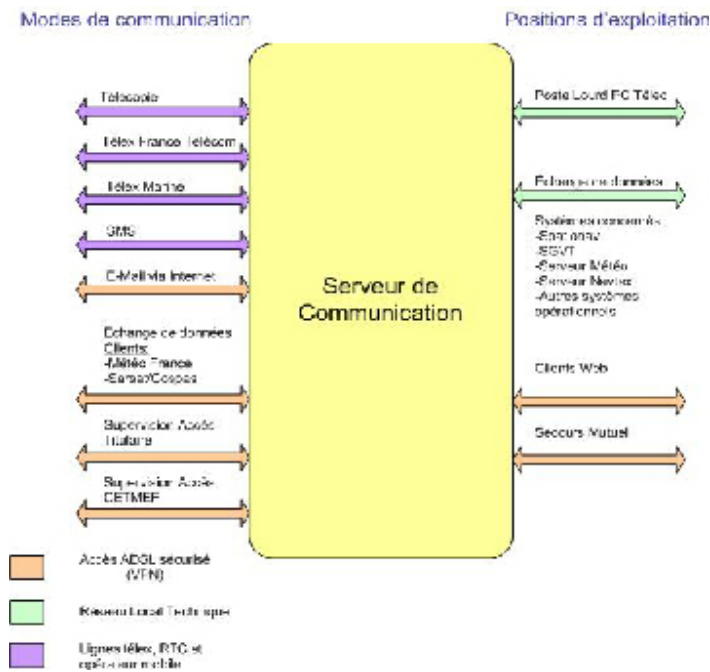 Modes de communication
Positions d'exploitation
Télécopie
Télex France Télécom
Télex Marine
SMS
E-Mail via Internet
Echange de données
Clients:
-Météo France
-Sarsat/Cospas
Supervision Accès
Titulaire
Supervision Accès
CETMEF
Serveur de
Communication
Poste Lourd PC Télec
Echange de données
Systèmes concernés
-Spationav
-SGVT
-Serveur Météo
-Serveur Navtex
-Autres systèmes
opérationnels
Clients Web
Secours Mutuel
Accès ADSL sécurisé
(VPN)
Réseau Local Technique
Lignes télex, RTC et
opérateur mobile